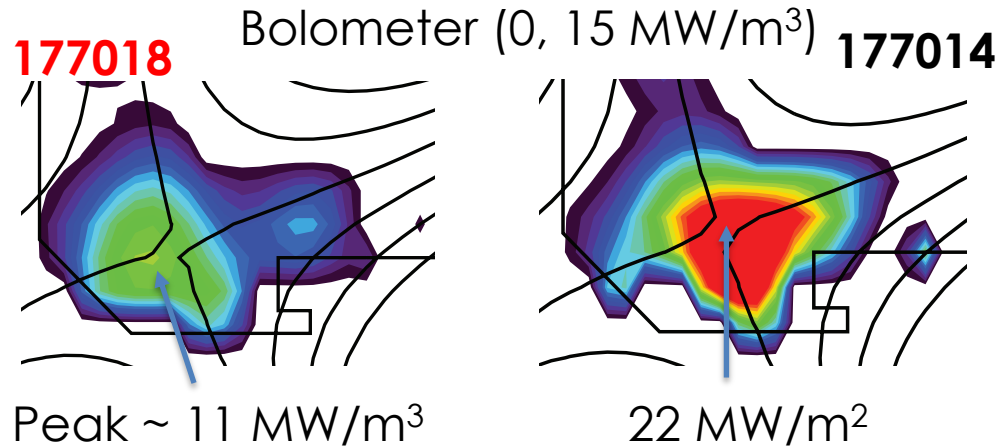 Bolometer (0, 15 MW/m³)
177018
177014
Peak ~ 11 MW/m³
22 MW/m²